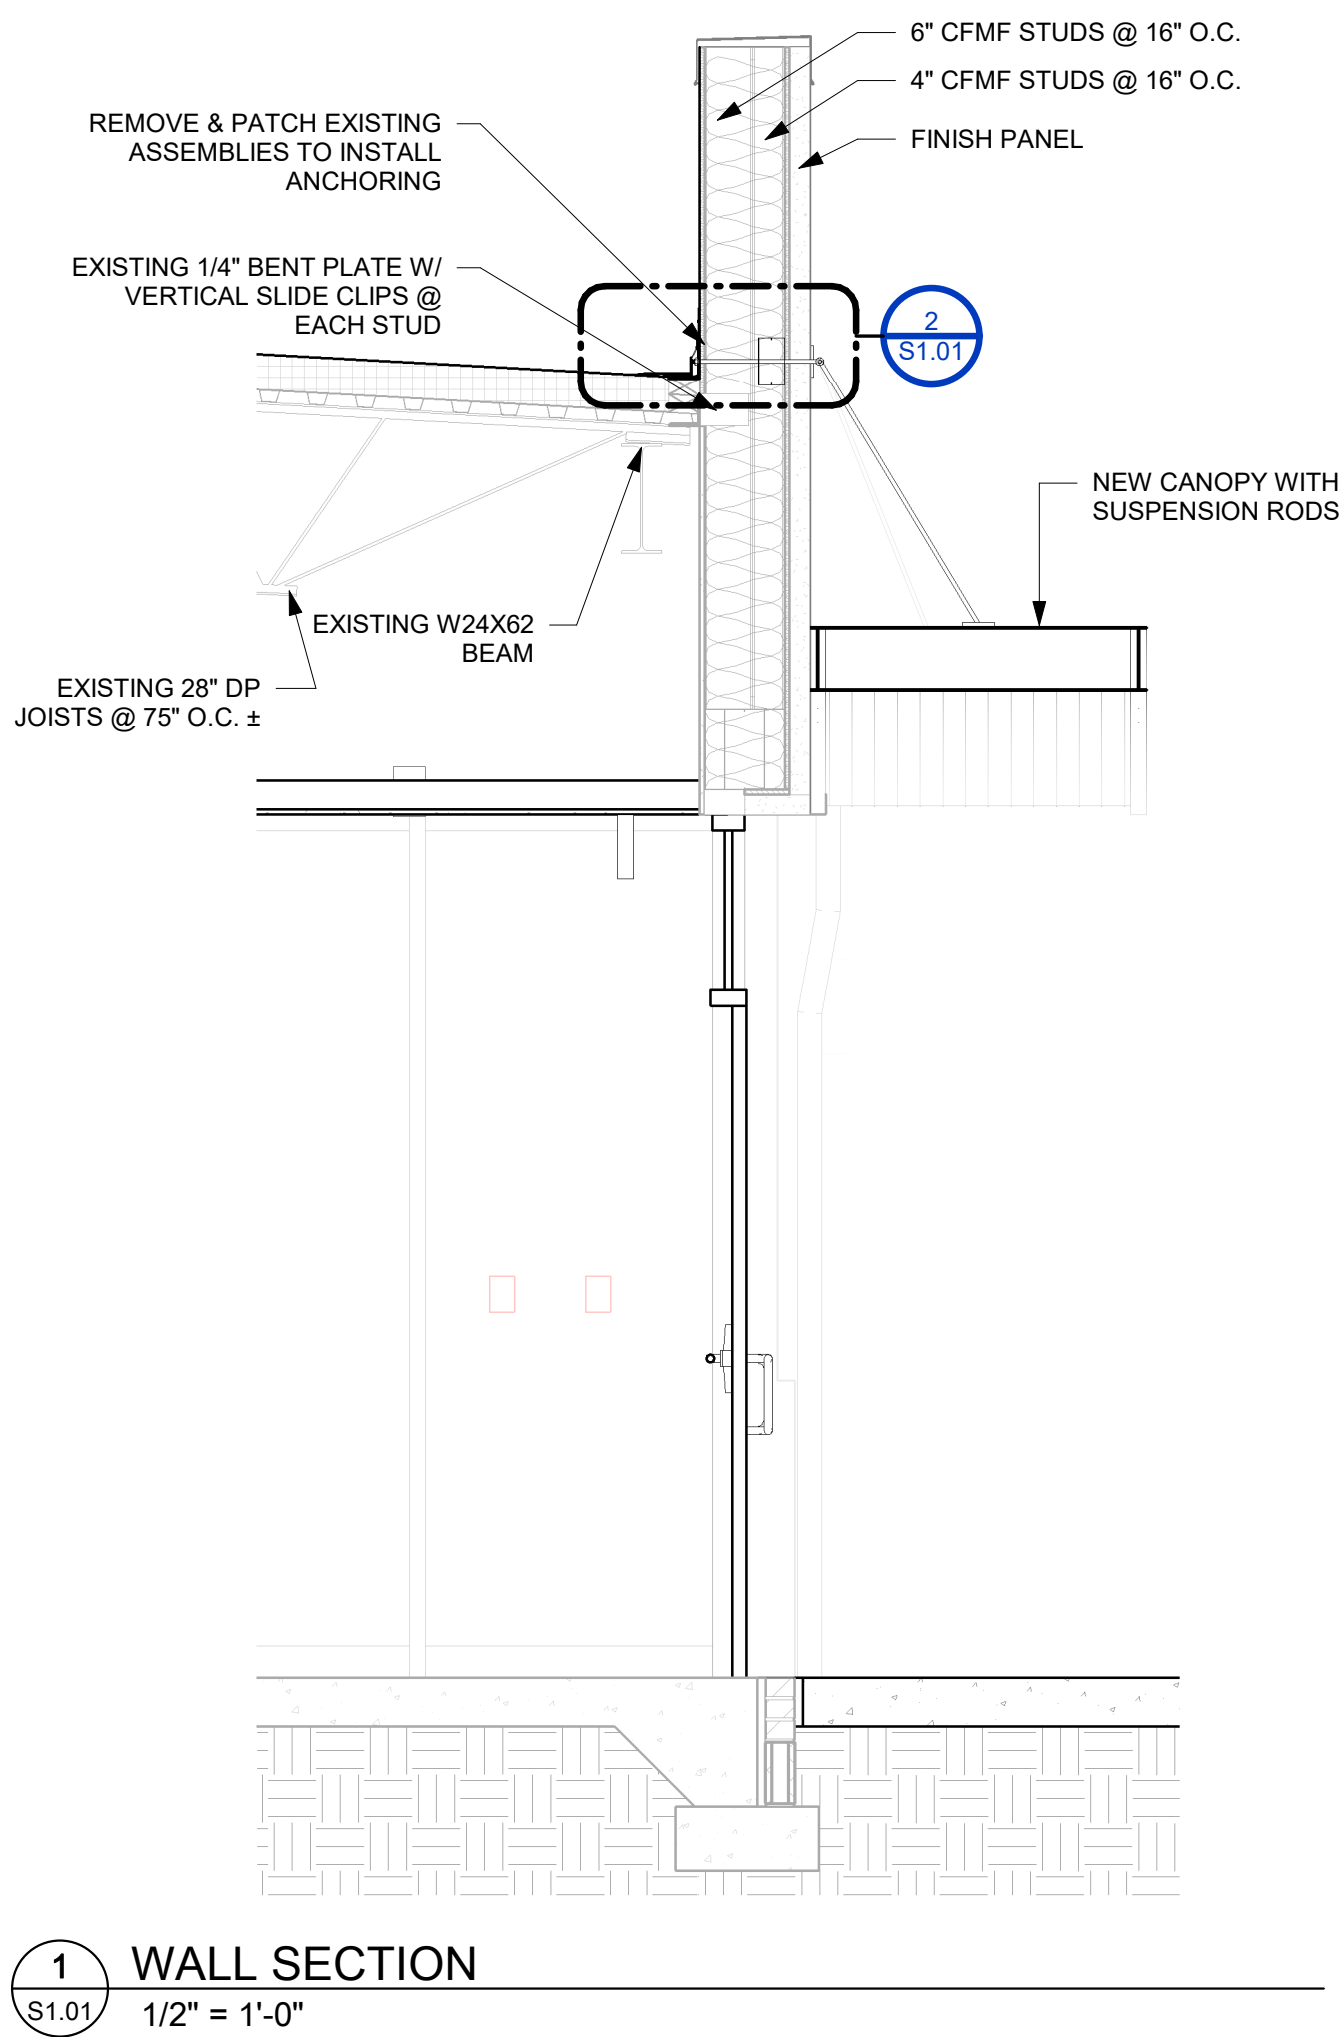 6" CFMF STUDS @ 16" O.C.
4" CFMF STUDS @ 16" O.C.
FINISH PANEL
REMOVE & PATCH EXISTING
ASSEMBLIES TO INSTALL
ANCHORING
EXISTING 1/4" BENT PLATE W/
VERTICAL SLIDE CLIPS @
EACH STUD
2
S1.01
NEW CANOPY WITH
SUSPENSION RODS
EXISTING W24X62
BEAM
EXISTING 28" DP
JOISTS @ 75" O.C. ±
1
S1.01
WALL SECTION
1/2" = 1'-0"